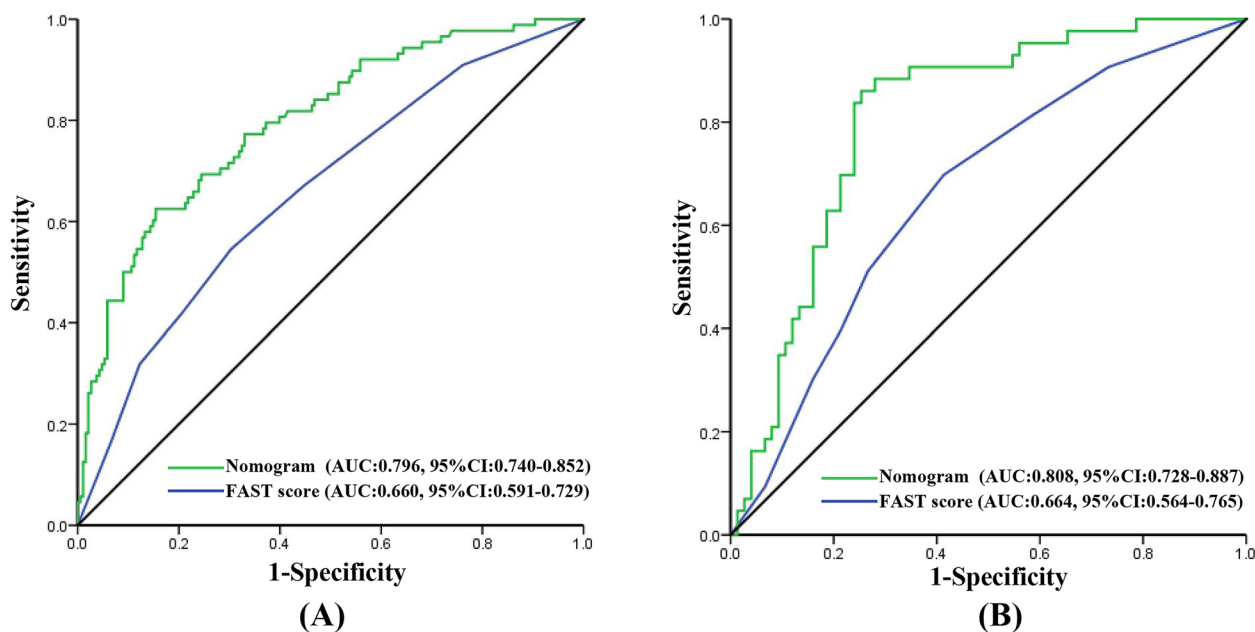 1.0
0.8
0.6
0.4
0.2
0.0
Sensitivity
Nomogram (AUC:0.796, 95%CI:0.740-0.852)
FAST score (AUC:0.660, 95%CI:0.591-0.729)
0.0 0.2 0.4 0.6 0.8 1.0
1-Specificity
(A)
1.0
0.8
0.6
0.4
0.2
0.0
Sensitivity
Nomogram (AUC:0.808, 95%CI:0.728-0.887)
FAST score (AUC:0.664, 95%CI:0.564-0.765)
0.0 0.2 0.4 0.6 0.8 1.0
1-Specificity
(B)